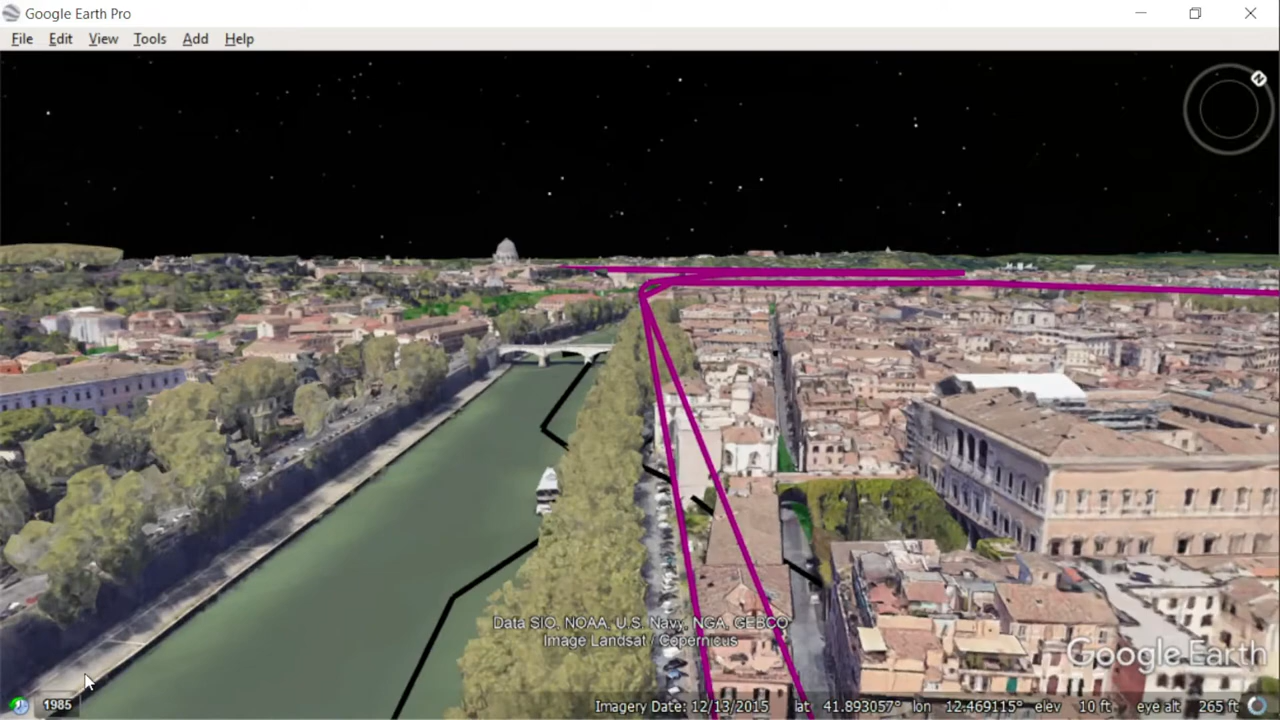 Google Earth Pro
File Edit View Tools Add Help
N
Data SIO, NOAA, U.S. Navy, NGA, GEBCO
Image Landsat / Copernicus
Google Earth
1985
Imagery Date: 12/13/2015 lat 41.893057° lon 12.469115° elev 10 ft eye alt 265 ft